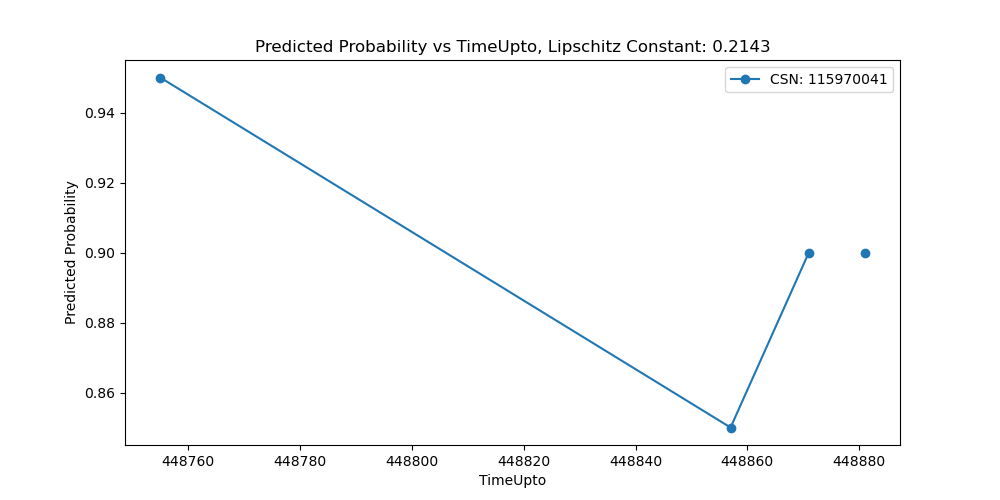 Predicted Probability vs TimeUpto, Lipschitz Constant: 0.2143
CSN: 115970041
Predicted Probability
0.94
0.92
0.90
0.88
0.86
448760 448780 448800 448820 448840 448860 448880
TimeUpto